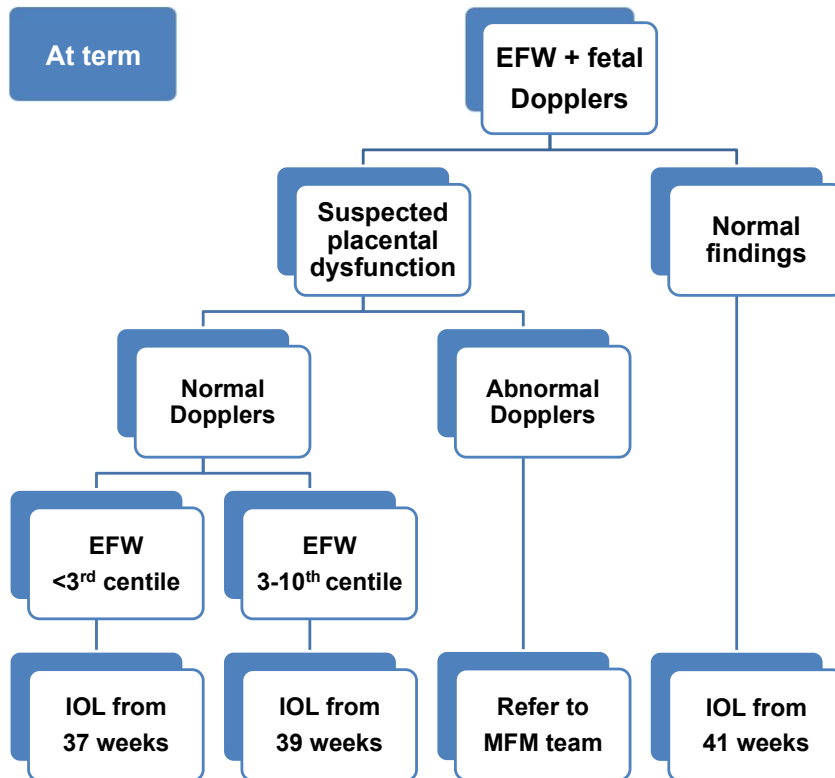 At term
EFW + fetal
Dopplers
Suspected
placental
dysfunction
Normal
findings
Normal
Dopplers
Abnormal
Dopplers
EFW
<3rd centile
EFW
3-10th centile
IOL from
37 weeks
IOL from
39 weeks
Refer to
MFM team
IOL from
41 weeks